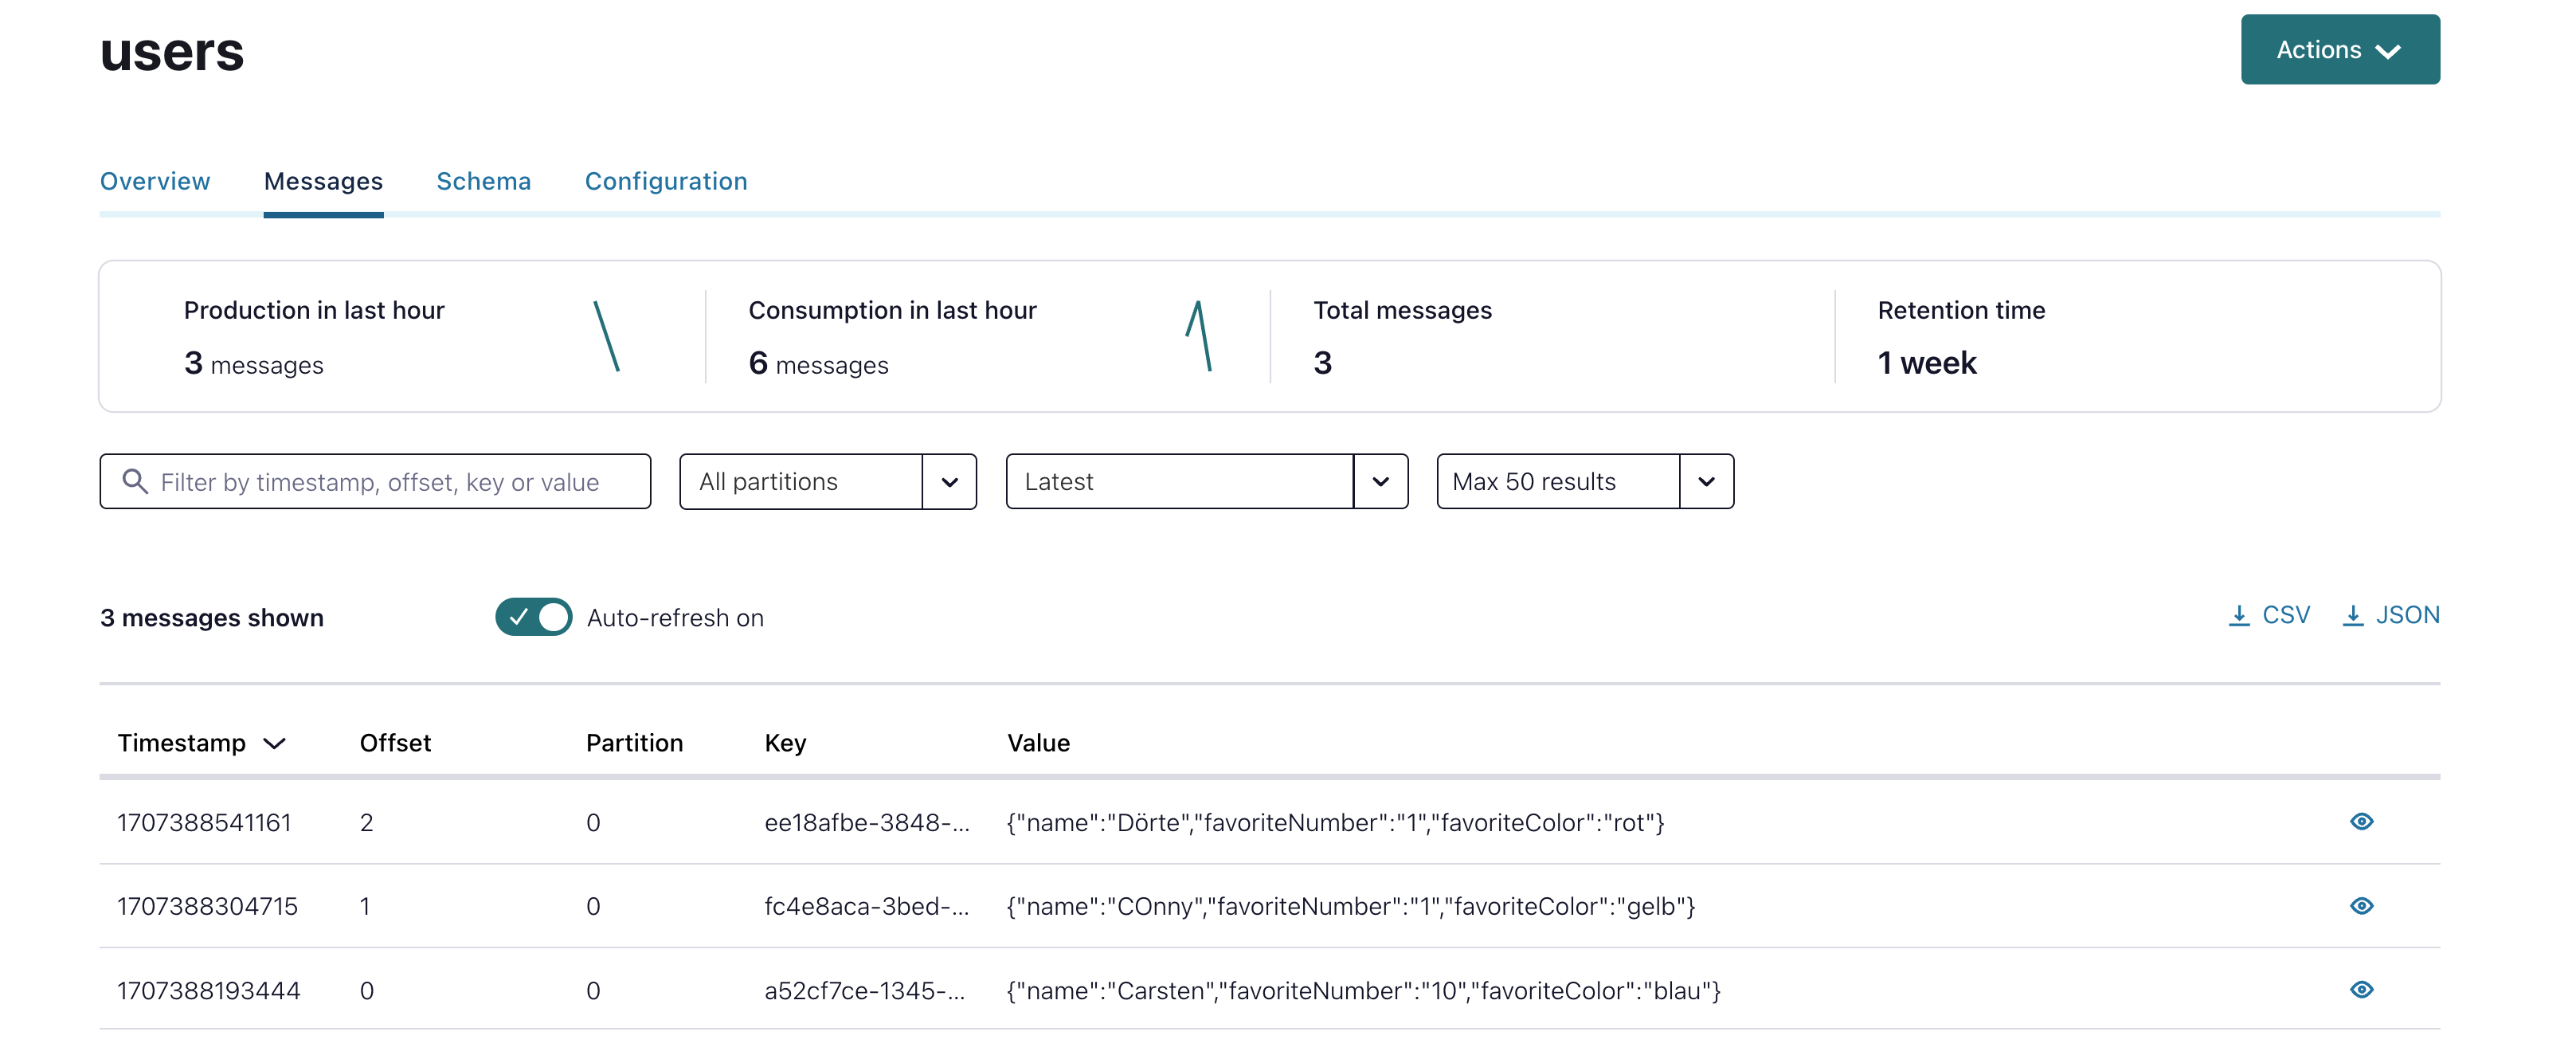 users
Actions
Overview Messages Schema Configuration
Production in last hour Consumption in last hour Total messages Retention time
3 messages 6 messages 3 1 week
Filter by timestamp, offset, key or value All partitions Latest Max 50 results
3 messages shown Auto-refresh on CSV JSON
Timestamp Offset Partition Key Value
1707388541161 2 0 ee18afbe-3848-... {"name":"Dörte","favoriteNumber":"1","favoriteColor":"rot"}
1707388304715 1 0 fc4e8aca-3bed-... {"name":"COnny","favoriteNumber":"1","favoriteColor":"gelb"}
1707388193444 0 0 a52cf7ce-1345-... {"name":"Carsten","favoriteNumber":"10","favoriteColor":"blau"}